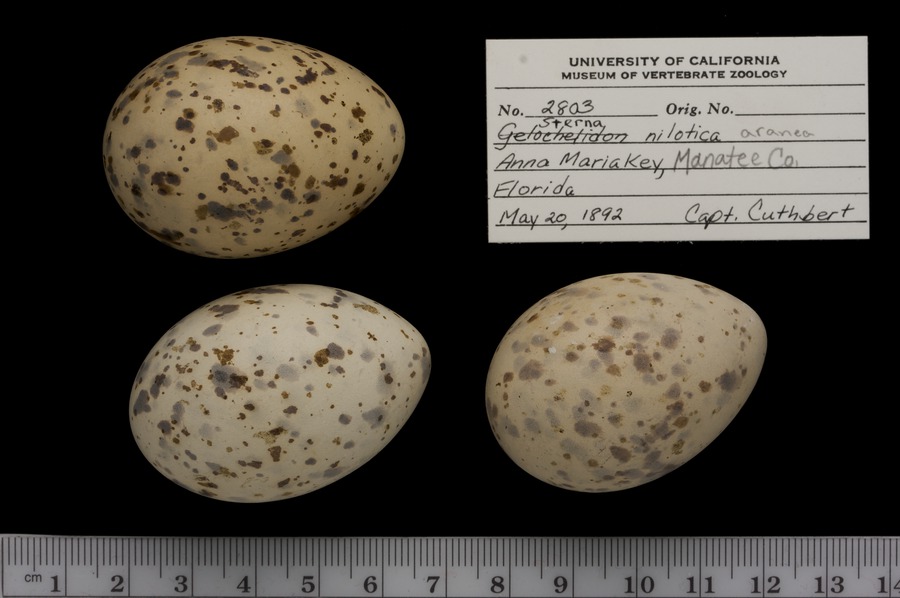 UNIVERSITY OF CALIFORNIA
MUSEUM OF VERTEBRATE ZOOLOGY
No. 2803 Orig. No.
Sterna
Gelochelidon nilotica aranea
Anna Maria Key, Manatee Co.
Florida
May 20, 1892 Capt. Cuthbert
cm 1 2 3 4 5 6 7 8 9 10 11 12 13 14